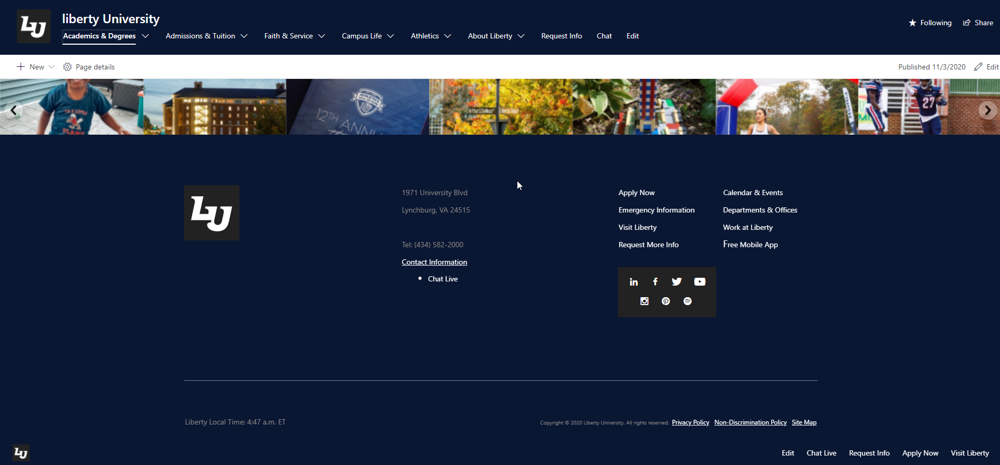 LU
liberty University
Academics & Degrees
Admissions & Tuition
Faith & Service
Campus Life
Athletics
About Liberty
Request Info
Chat
Edit
Following
Share
New
Page details
Published 11/3/2020
Edit
ATHLETICS
12TH ANNU
27
LU
1971 University Blvd
Lynchburg, VA 24515
Tel: (434) 582-2000
Contact Information
• Chat Live
Apply Now
Emergency Information
Visit Liberty
Request More Info
Calendar & Events
Departments & Offices
Work at Liberty
Free Mobile App
in
Liberty Local Time: 4:47 a.m. ET
Copyright © 2020 Liberty University. All rights reserved. Privacy Policy Non-Discrimination Policy Site Map
LU
Edit
Chat Live
Request Info
Apply Now
Visit Liberty